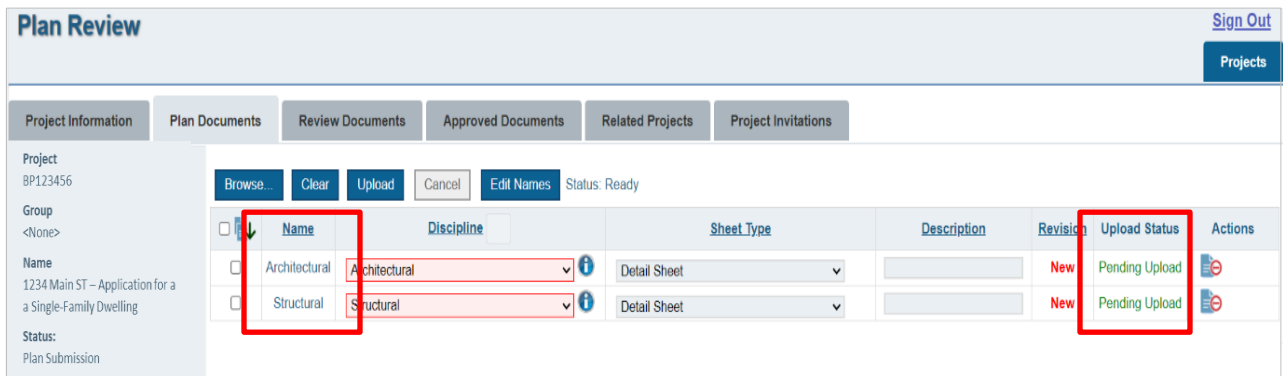 Plan Review
Sign Out
Projects
Project Information Plan Documents Review Documents Approved Documents Related Projects Project Invitations
Project
BP123456
Group
<None>
Name
1234 Main ST – Application for a
a Single-Family Dwelling
Status:
Plan Submission
Browse... Clear Upload Cancel Edit Names Status: Ready
Name Discipline Sheet Type Description Revision Upload Status Actions
Architectural Architectural Detail Sheet New Pending Upload
Structural Structural Detail Sheet New Pending Upload